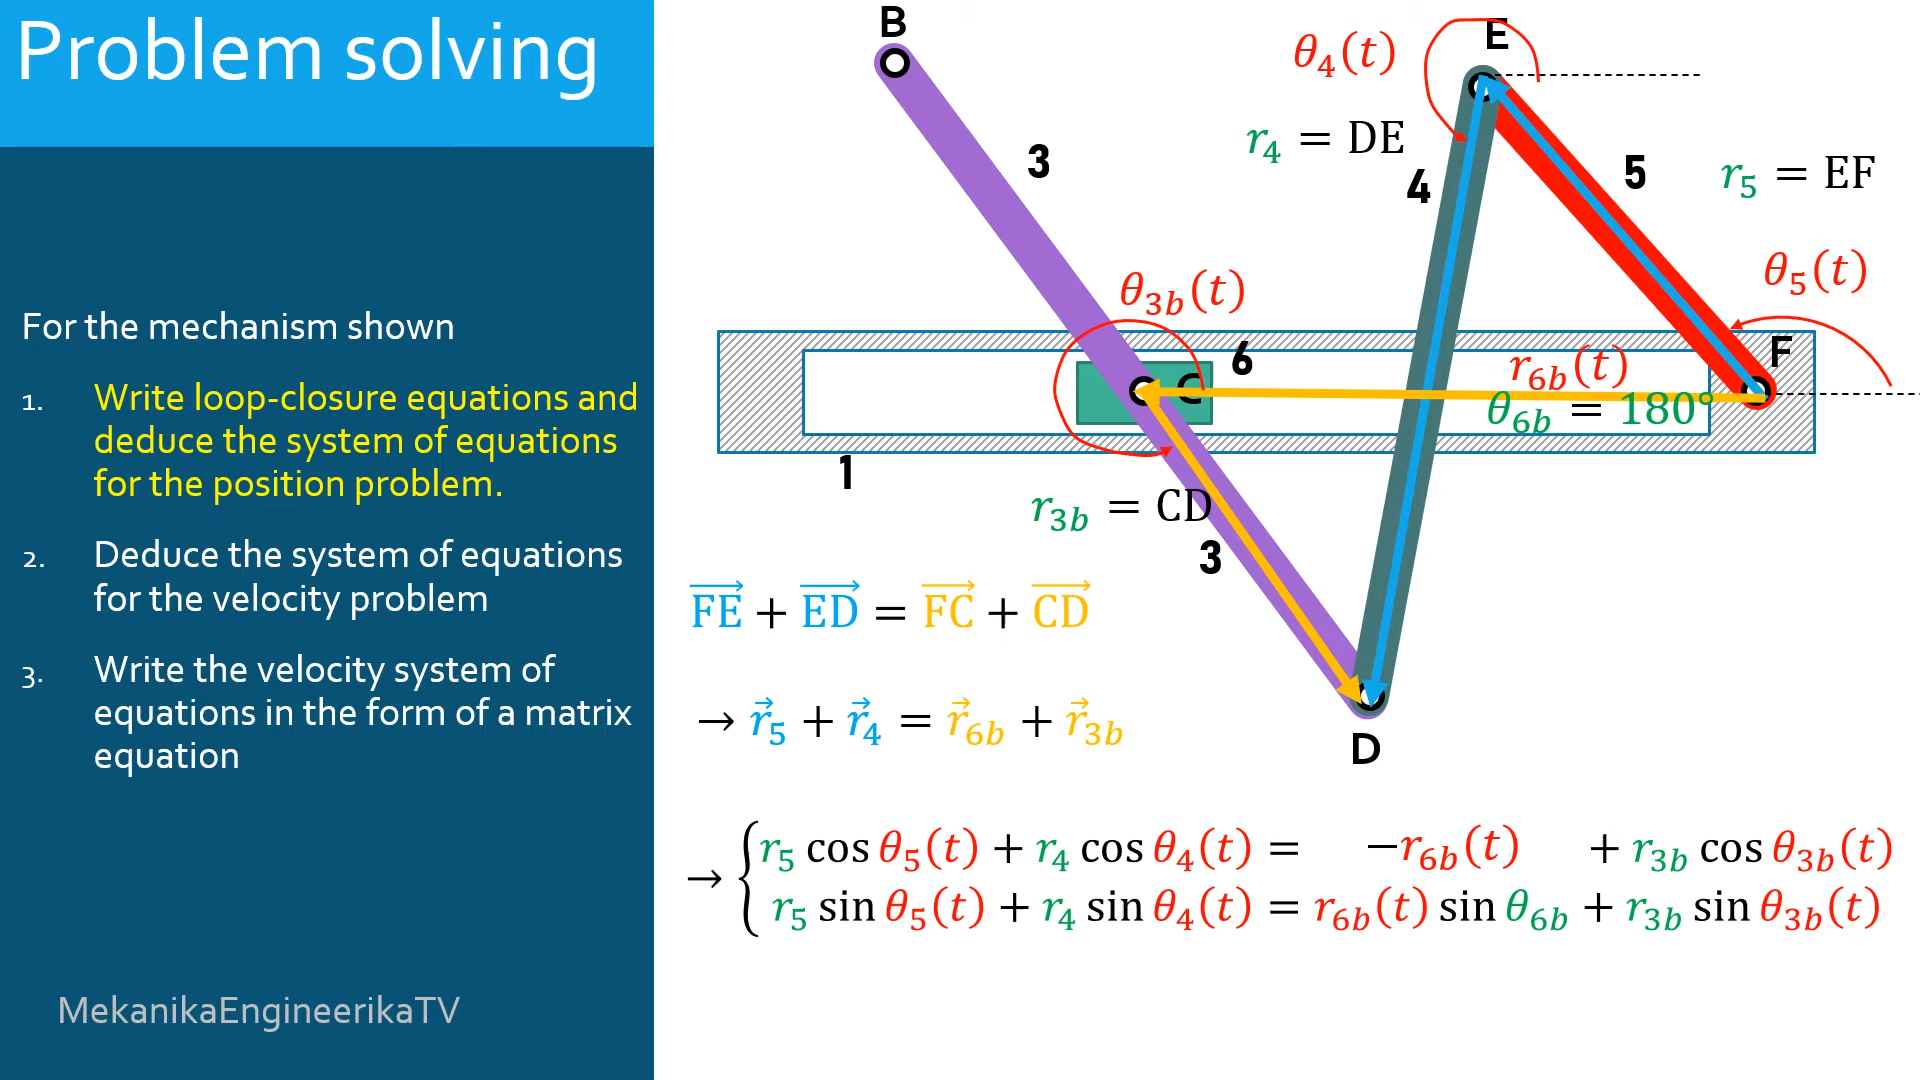 Problem solving
For the mechanism shown
1. Write loop-closure equations and
deduce the system of equations
for the position problem.
2. Deduce the system of equations
for the velocity problem
3. Write the velocity system of
equations in the form of a matrix
equation
MekanikaEngineerikaTV
B
E
θ₄(t)
r₄ = DE
3
4
5
r₅ = EF
θ₃b(t)
θ₅(t)
6
F
C
r₆b(t)
θ₆b = 180°
1
r₃b = CD
3
D
FE⃗ + ED⃗ = FC⃗ + CD⃗
→ r⃗₅ + r⃗₄ = r⃗₆b + r⃗₃b
→ { r₅ cos θ₅(t) + r₄ cos θ₄(t) = −r₆b(t) + r₃b cos θ₃b(t)
r₅ sin θ₅(t) + r₄ sin θ₄(t) = r₆b(t) sin θ₆b + r₃b sin θ₃b(t)